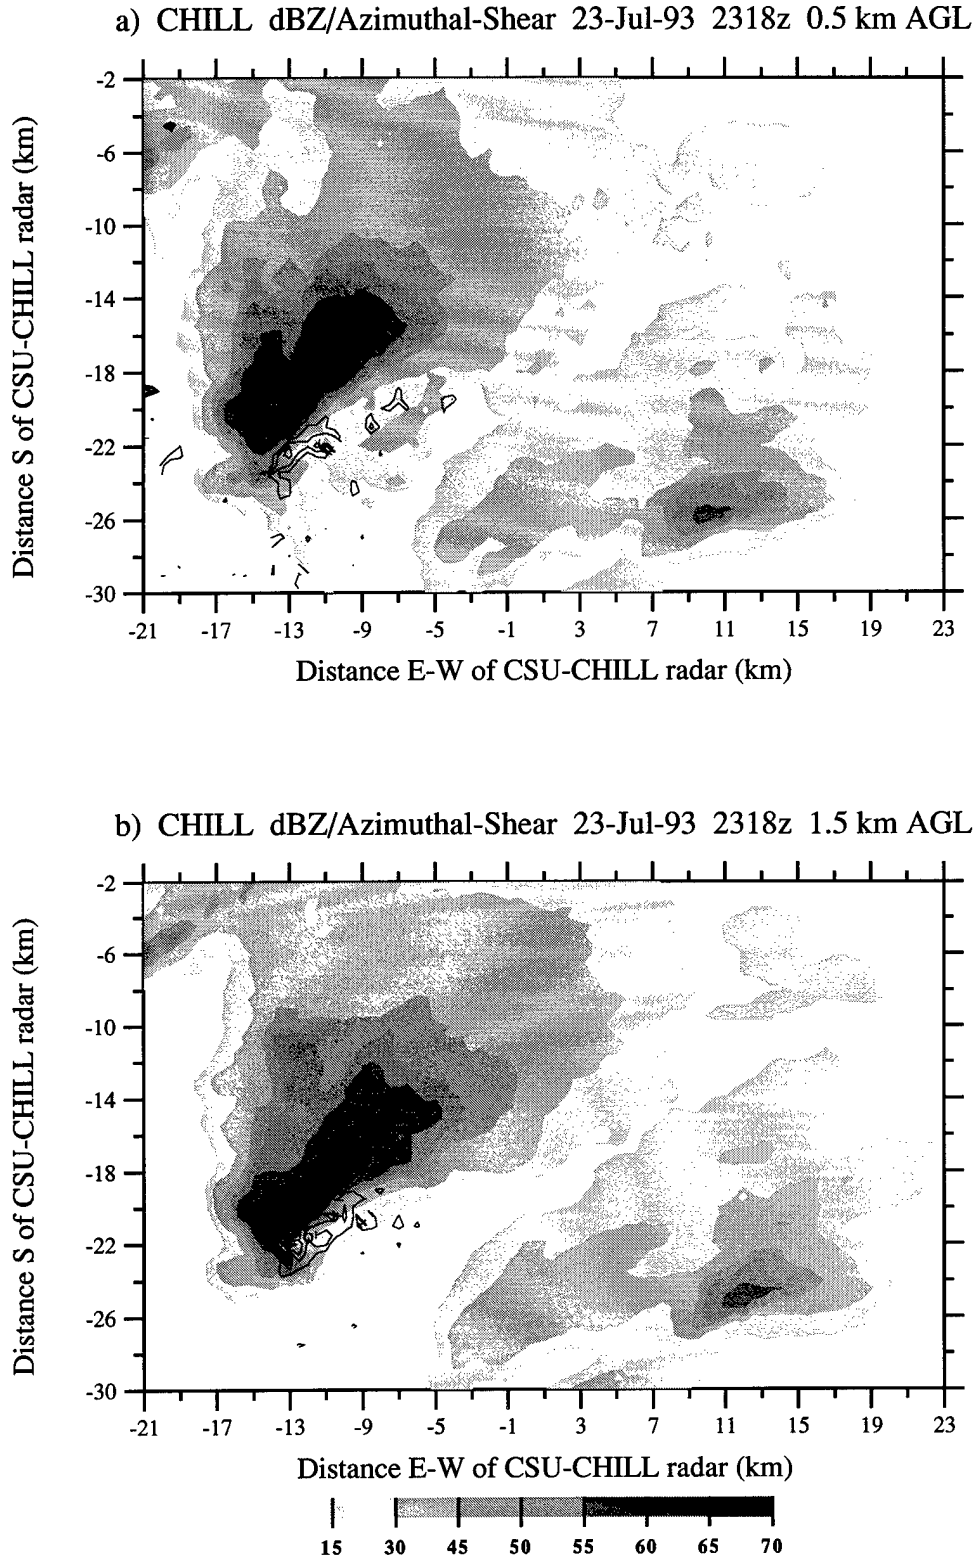 a) CHILL dBZ/Azimuthal-Shear 23-Jul-93 2318z 0.5 km AGL
Distance S of CSU-CHILL radar (km)
-2
-6
-10
-14
-18
-22
-26
-30
-21 -17 -13 -9 -5 -1 3 7 11 15 19 23
Distance E-W of CSU-CHILL radar (km)
b) CHILL dBZ/Azimuthal-Shear 23-Jul-93 2318z 1.5 km AGL
Distance S of CSU-CHILL radar (km)
-2
-6
-10
-14
-18
-22
-26
-30
-21 -17 -13 -9 -5 -1 3 7 11 15 19 23
Distance E-W of CSU-CHILL radar (km)
15 30 45 50 55 60 65 70